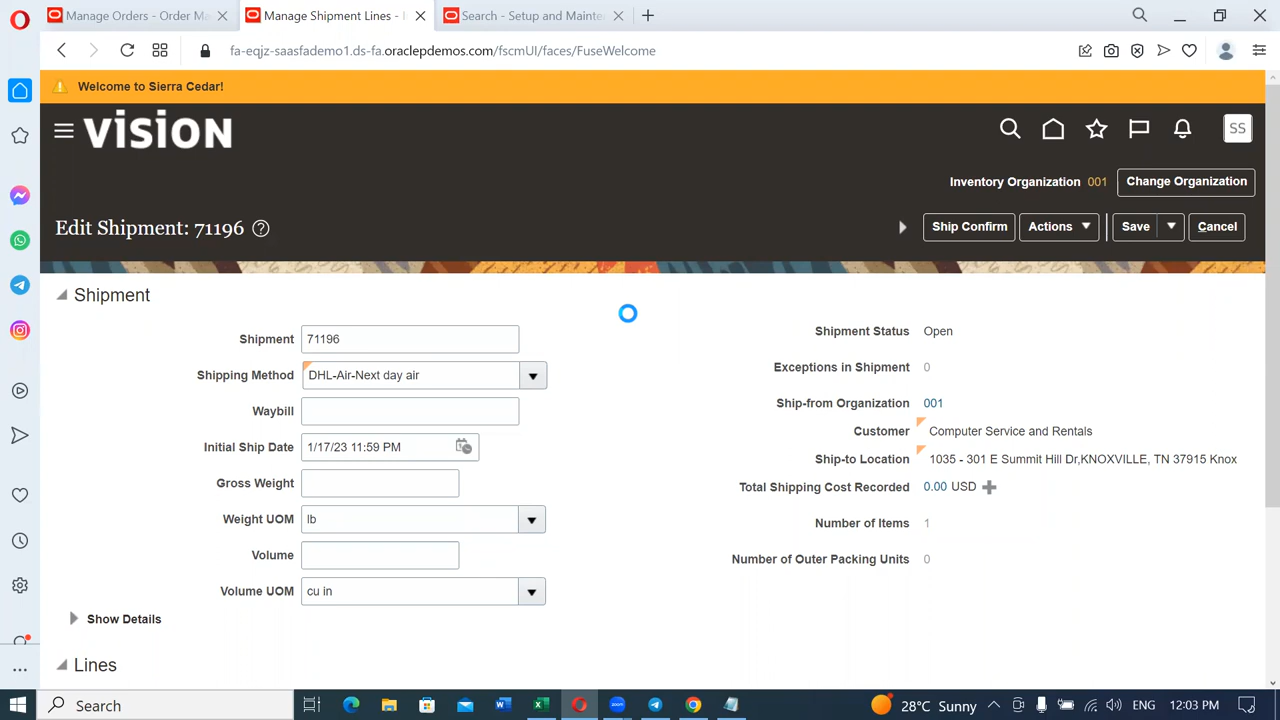 Manage Orders - Order Ma
Manage Shipment Lines -
Search - Setup and Mainte
fa-eqjz-saasfademo1.ds-fa.oraclepdemos.com/fscmUI/faces/FuseWelcome
Welcome to Sierra Cedar!
VISION
SS
Inventory Organization 001 Change Organization
Edit Shipment: 71196
Ship Confirm Actions Save Cancel
Shipment
Shipment 71196
Shipping Method DHL-Air-Next day air
Waybill
Initial Ship Date 1/17/23 11:59 PM
Gross Weight
Weight UOM lb
Volume
Volume UOM cu in
Show Details
Shipment Status Open
Exceptions in Shipment 0
Ship-from Organization 001
Customer Computer Service and Rentals
Ship-to Location 1035 - 301 E Summit Hill Dr,KNOXVILLE, TN 37915 Knox
Total Shipping Cost Recorded 0.00 USD
Number of Items 1
Number of Outer Packing Units 0
Lines
Search
28°C Sunny
ENG
12:03 PM